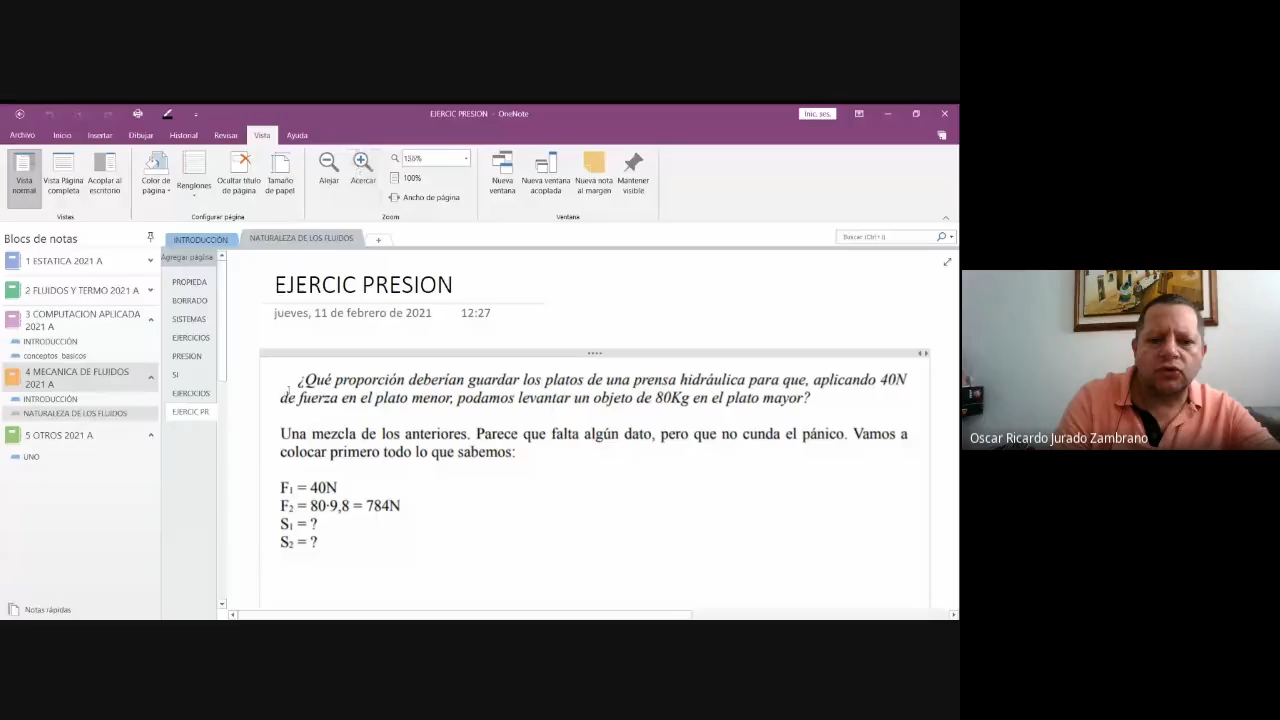 EJERCIC PRESION - OneNote
Inic. ses.
Archivo Inicio Insertar Dibujar Historial Revisar Vista Ayuda
Vista normal
Vista Página completa
Acoplar al escritorio
Vistas
Color de página
Renglones
Ocultar título de página
Tamaño de papel
Configurar página
Alejar
Acercar
156%
100%
Ancho de página
Zoom
Nueva ventana
Nueva ventana acoplada
Nueva nota al margen
Mantener visible
Ventana
Blocs de notas
1 ESTATICA 2021 A
2 FLUIDOS Y TERMO 2021 A
3 COMPUTACION APLICADA
2021 A
INTRODUCCIÓN
conceptos basicos
4 MECANICA DE FLUIDOS
2021 A
INTRODUCCIÓN
NATURALEZA DE LOS FLUIDOS
5 OTROS 2021 A
UNO
Notas rápidas
INTRODUCCIÓN NATURALEZA DE LOS FLUIDOS +
Buscar (Ctrl+I)
Agregar página
PROPIEDA
BORRADO
SISTEMAS
EJERCICIOS
PRESION
SI
EJERCICIOS
EJERCIC PR
EJERCIC PRESION
jueves, 11 de febrero de 2021 12:27
¿Qué proporción deberían guardar los platos de una prensa hidráulica para que, aplicando 40N
de fuerza en el plato menor, podamos levantar un objeto de 80Kg en el plato mayor?
Una mezcla de los anteriores. Parece que falta algún dato, pero que no cunda el pánico. Vamos a
colocar primero todo lo que sabemos:
F₁ = 40N
F₂ = 80·9,8 = 784N
S₁ = ?
S₂ = ?
Oscar Ricardo Jurado Zambrano